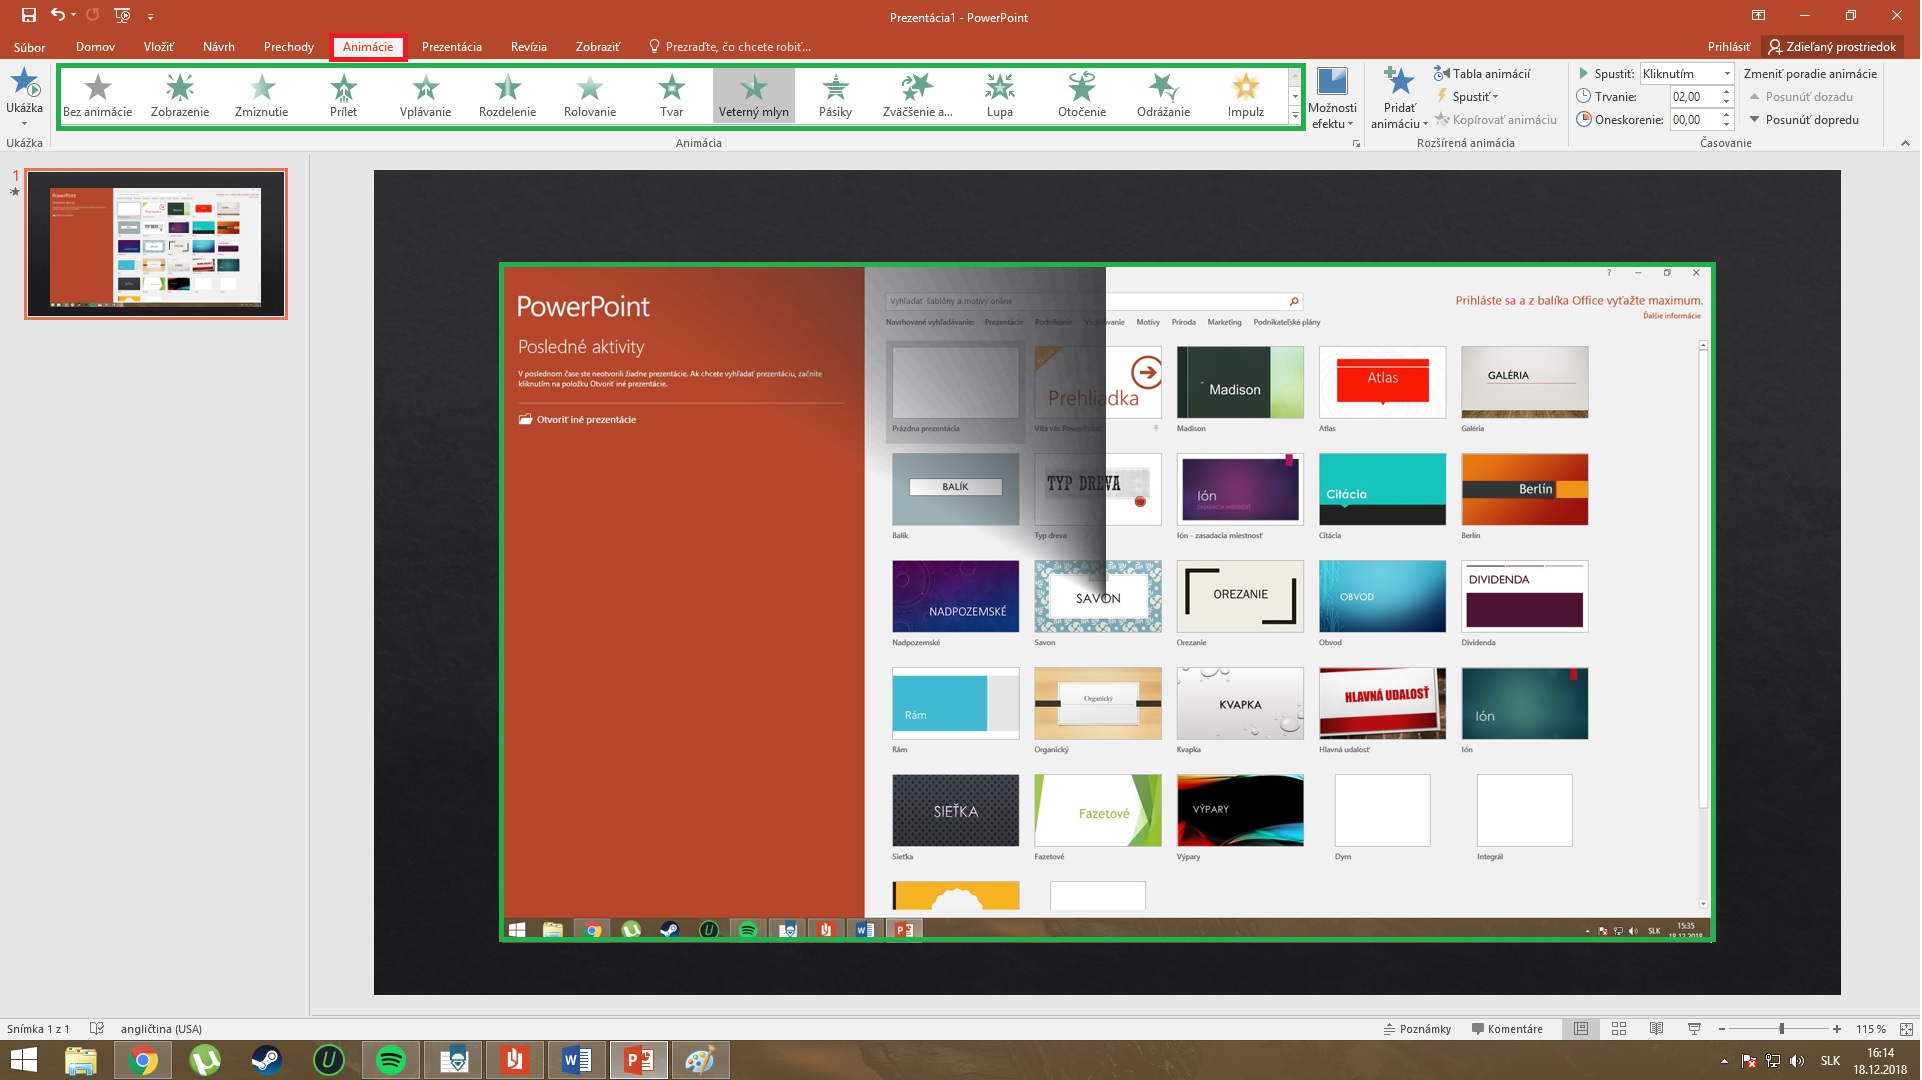 Prezentácia1 - PowerPoint
Súbor Domov Vložiť Návrh Prechody Animácie Prezentácia Revízia Zobraziť Prezraďte, čo chcete robiť... Prihlásiť Zdieľaný prostriedok
Ukážka
Bez animácie Zobrazenie Zmiznutie Prílet Vplávanie Rozdelenie Rolovanie Tvar Veterný mlyn Pásiky Zväčšenie a... Lupa Otočenie Odrážanie Impulz
Možnosti efektu
Pridať animáciu
Tabla animácií
Spustiť
Kopírovať animáciu
Spustiť: Kliknutím
Trvanie: 02,00
Oneskorenie: 00,00
Zmeniť poradie animácie
Posunúť dozadu
Posunúť dopredu
Ukážka Animácia Rozšírená animácia Časovanie
1
PowerPoint
Posledné aktivity
V poslednom čase ste neotvorili žiadne prezentácie. Ak chcete vyhľadať prezentáciu, začnite
kliknutím na položku Otvoriť iné prezentácie.
Otvoriť iné prezentácie
Vyhľadať šablóny a motívy online
Prihláste sa a z balíka Office vyťažte maximum.
Ďalšie informácie
Navrhované vyhľadávanie: Prezentácie Podnikanie Vzdelávanie Motívy Príroda Marketing Podnikateľské plány
Prehliadka Madison Atlas GALÉRIA
Prázdna prezentácia Víta vás PowerPoint Madison Atlas Galéria
BALÍK TYP DREVA Ión ZASADACIA MIESTNOSŤ Citácia Berlín
Balík Typ dreva Ión - zasadacia miestnosť Citácia Berlín
NADPOZEMSKÉ SAVON OREZANIE OBVOD DIVIDENDA
Nadpozemské Savon Orezanie Obvod Dividenda
Rám Organický KVAPKA HLAVNÁ UDALOSŤ Ión
Rám Organický Kvapka Hlavná udalosť Ión
SIEŤKA Fazetové VÝPARY
Sieťka Fazetové Výpary Dym Integrál
SLK 15:35
18.12.2018
Snímka 1 z 1 angličtina (USA) Poznámky Komentáre 115 %
SLK 16:14
18.12.2018